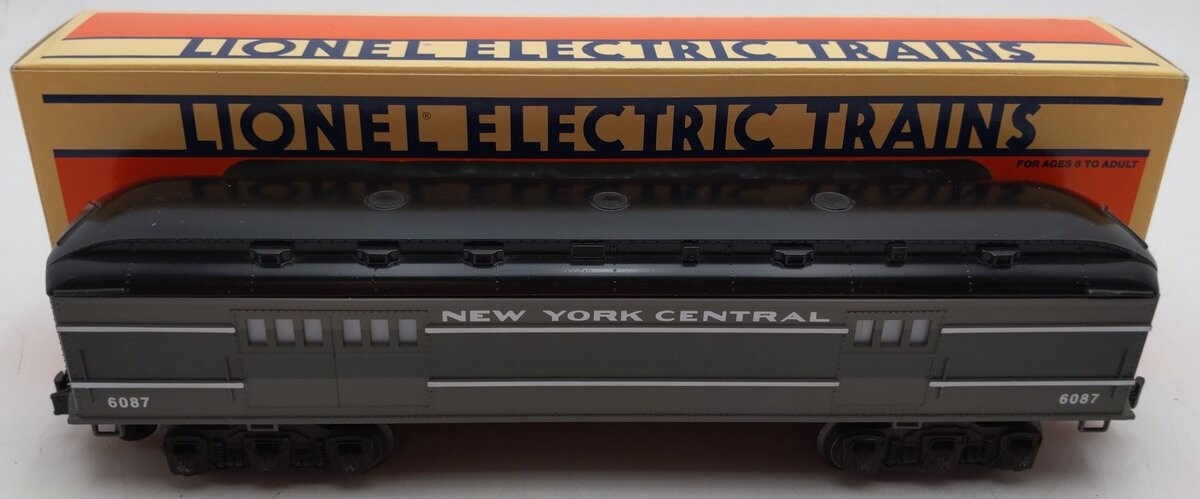 LIONEL® ELECTRIC TRAINS
LIONEL® ELECTRIC TRAINS
FOR AGES 8 TO ADULT
NEW YORK CENTRAL
6087 6087